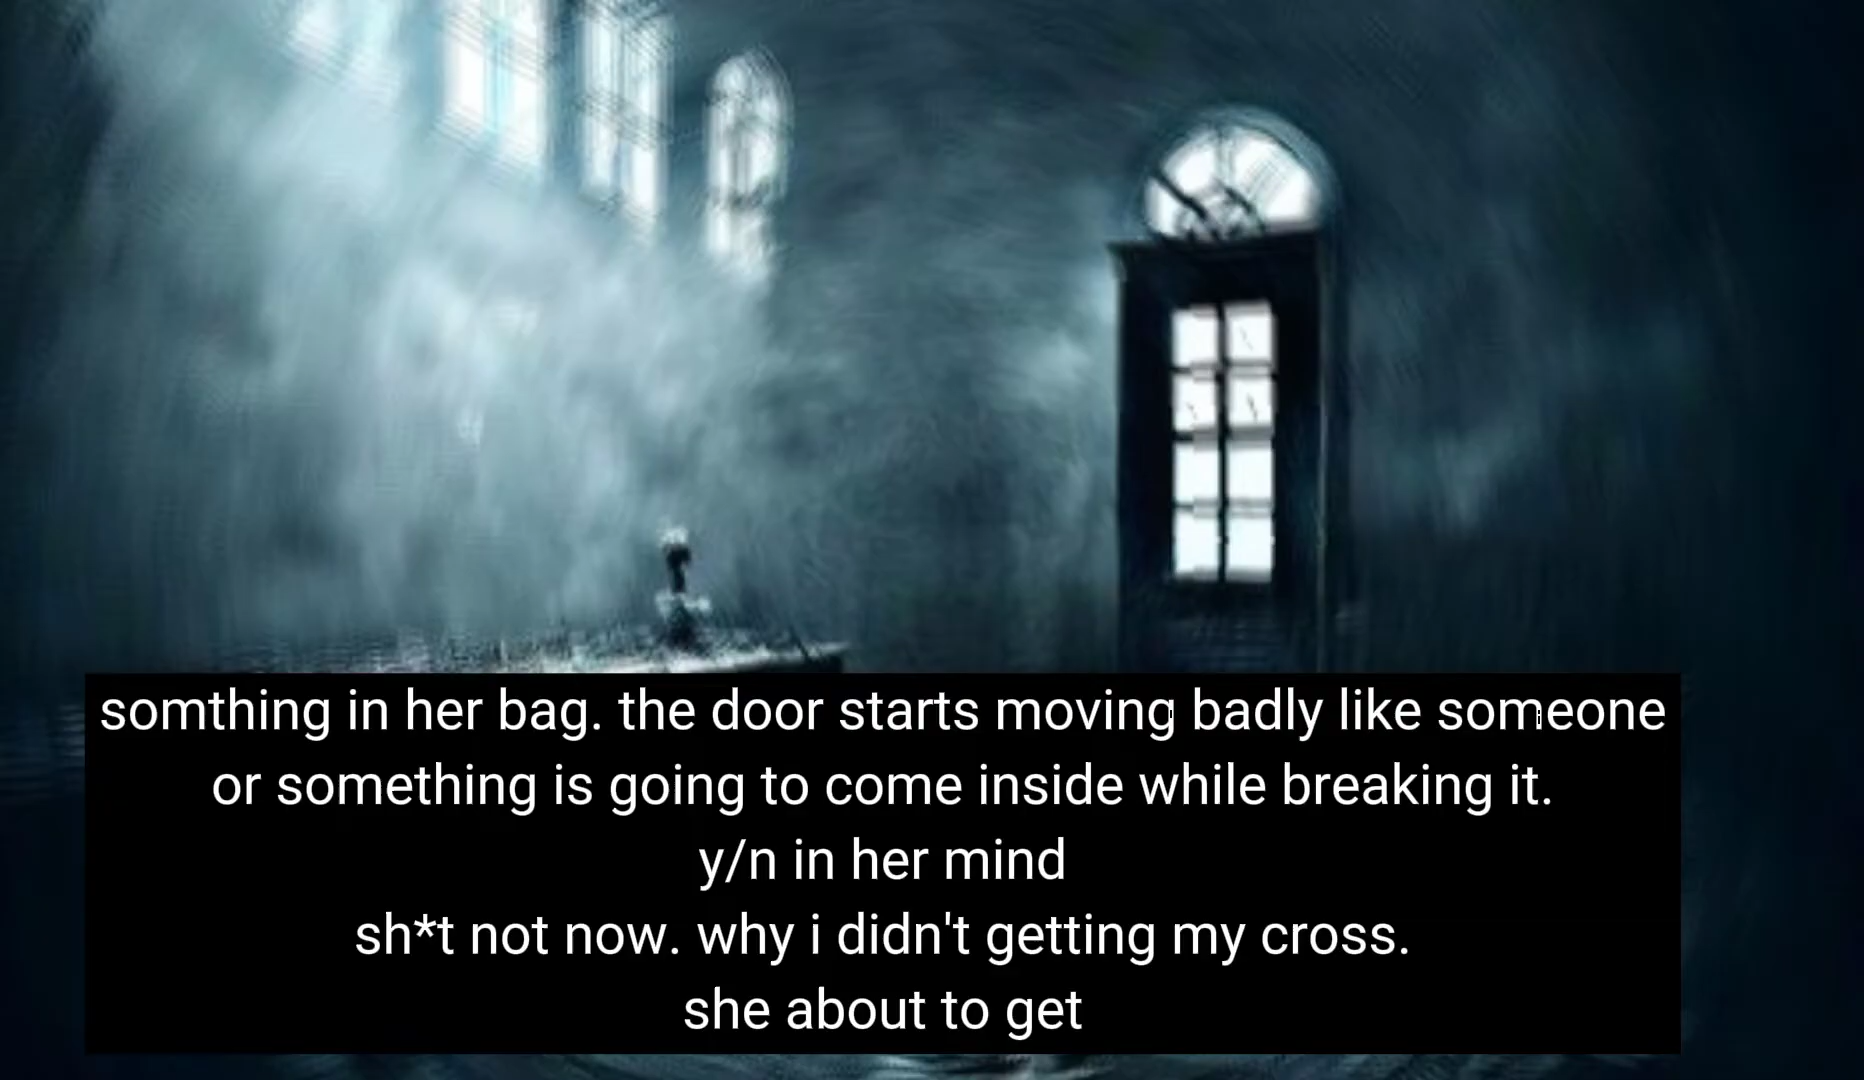 somthing in her bag. the door starts moving badly like someone
or something is going to come inside while breaking it.
y/n in her mind
sh*t not now. why i didn't getting my cross.
she about to get